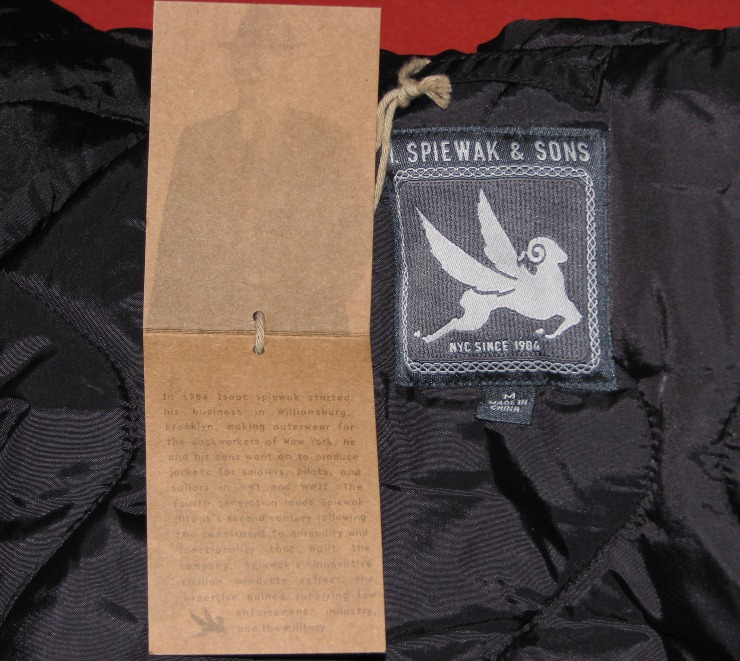 I. SPIEWAK & SONS
NYC SINCE 1904
M
MADE IN
CHINA
In 1904 Isaac Spiewak started
his business in Williamsburg,
Brooklyn, making outerwear for
the dockworkers of New York. He
and his sons went on to produce
jackets for soldiers, pilots, and
sailors in WWI and WWII. The
fourth generation leads Spiewak
into its second century following
the commitment to durability and
functionality that built the
company. Spiewak's innovative
civilian products reflect the
expertise gained supplying law
enforcement, industry,
and the military.